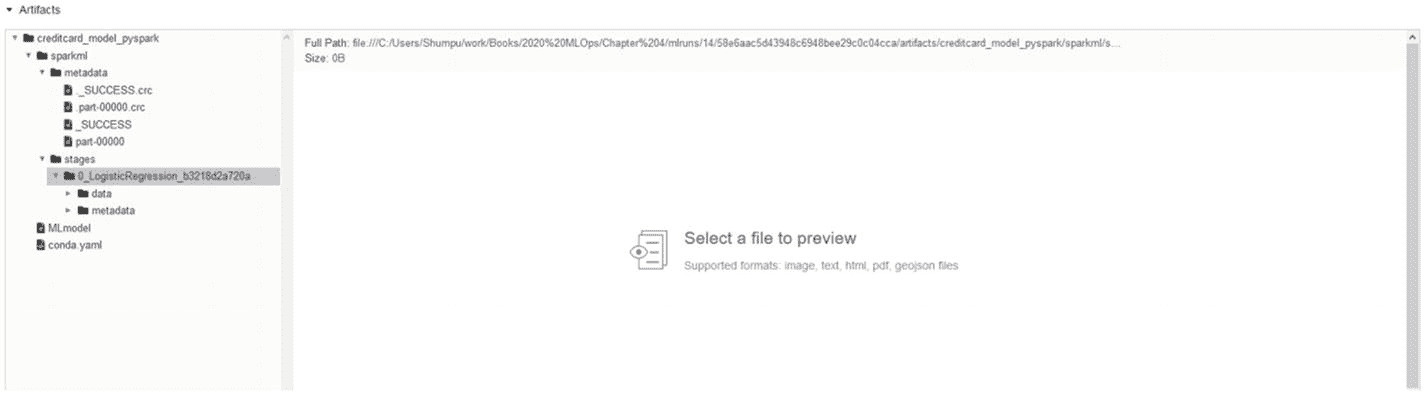 Artifacts
creditcard_model_pyspark
sparkml
metadata
._SUCCESS.crc
.part-00000.crc
_SUCCESS
part-00000
stages
0_LogisticRegression_b3218d2a720a
data
metadata
MLmodel
conda.yaml
Full Path: file:///C:/Users/Shumpu/work/Books/2020%20MLOps/Chapter%204/mlruns/14/58e6aac5d43948c6948bee29c0c04cca/artifacts/creditcard_model_pyspark/sparkml/s...
Size: 0B
Select a file to preview
Supported formats: image, text, html, pdf, geojson files